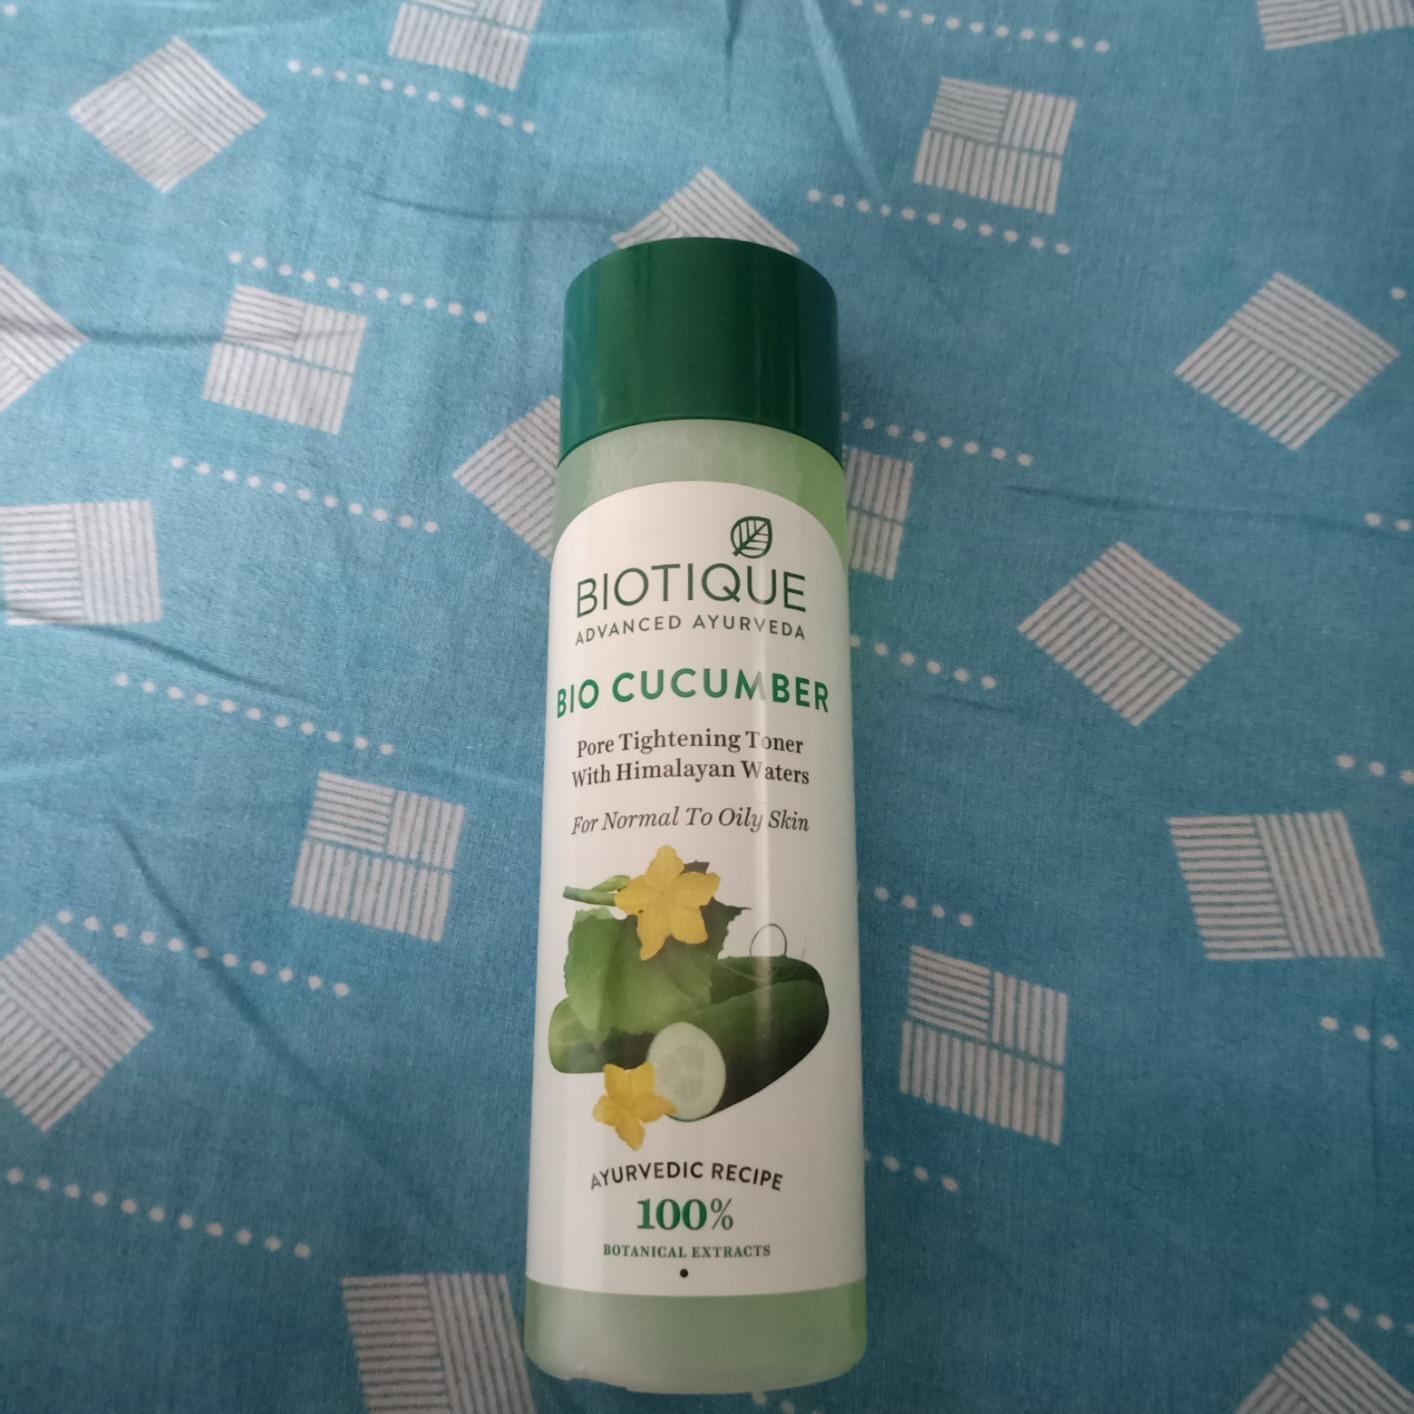 BIOTIQUE
ADVANCED AYURVEDA
BIO CUCUMBER
Pore Tightening Toner
With Himalayan Waters
For Normal To Oily Skin
AYURVEDIC RECIPE
100%
BOTANICAL EXTRACTS